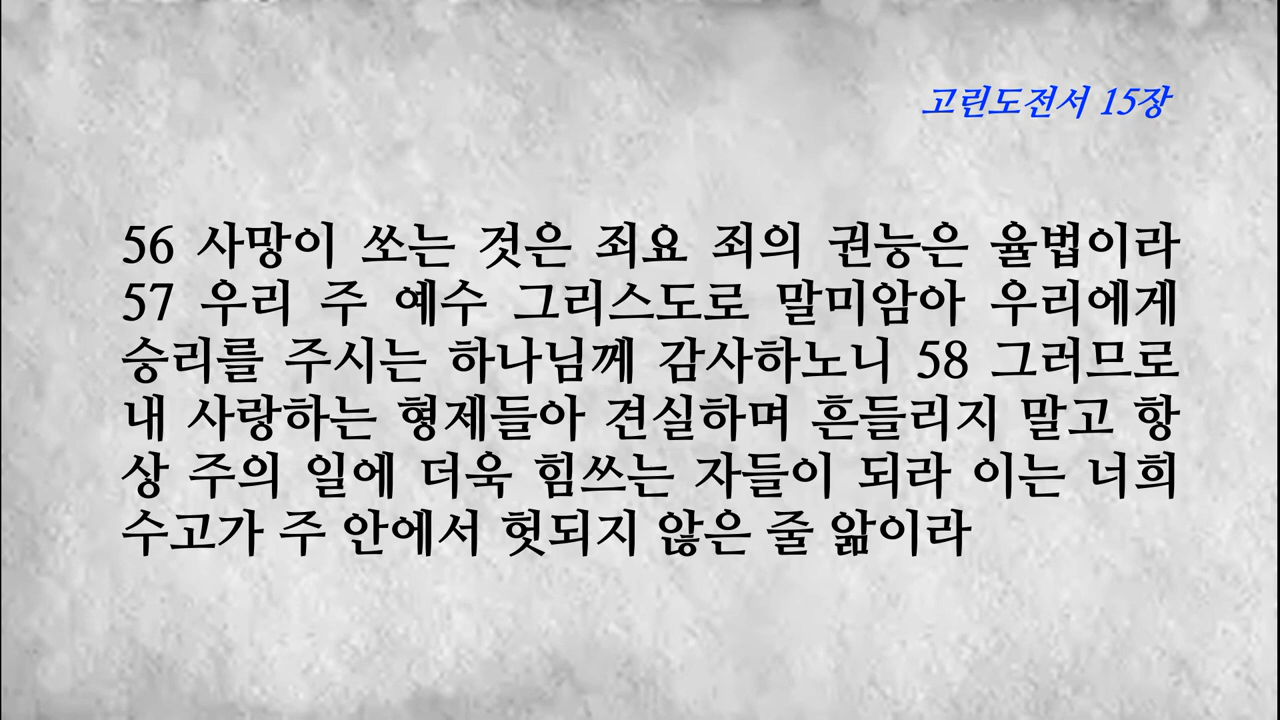 고린도전서 15장
56 사망이 쏘는 것은 죄요 죄의 권능은 율법이라
57 우리 주 예수 그리스도로 말미암아 우리에게
승리를 주시는 하나님께 감사하노니 58 그러므로
내 사랑하는 형제들아 견실하며 흔들리지 말고 항
상 주의 일에 더욱 힘쓰는 자들이 되라 이는 너희
수고가 주 안에서 헛되지 않은 줄 앎이라